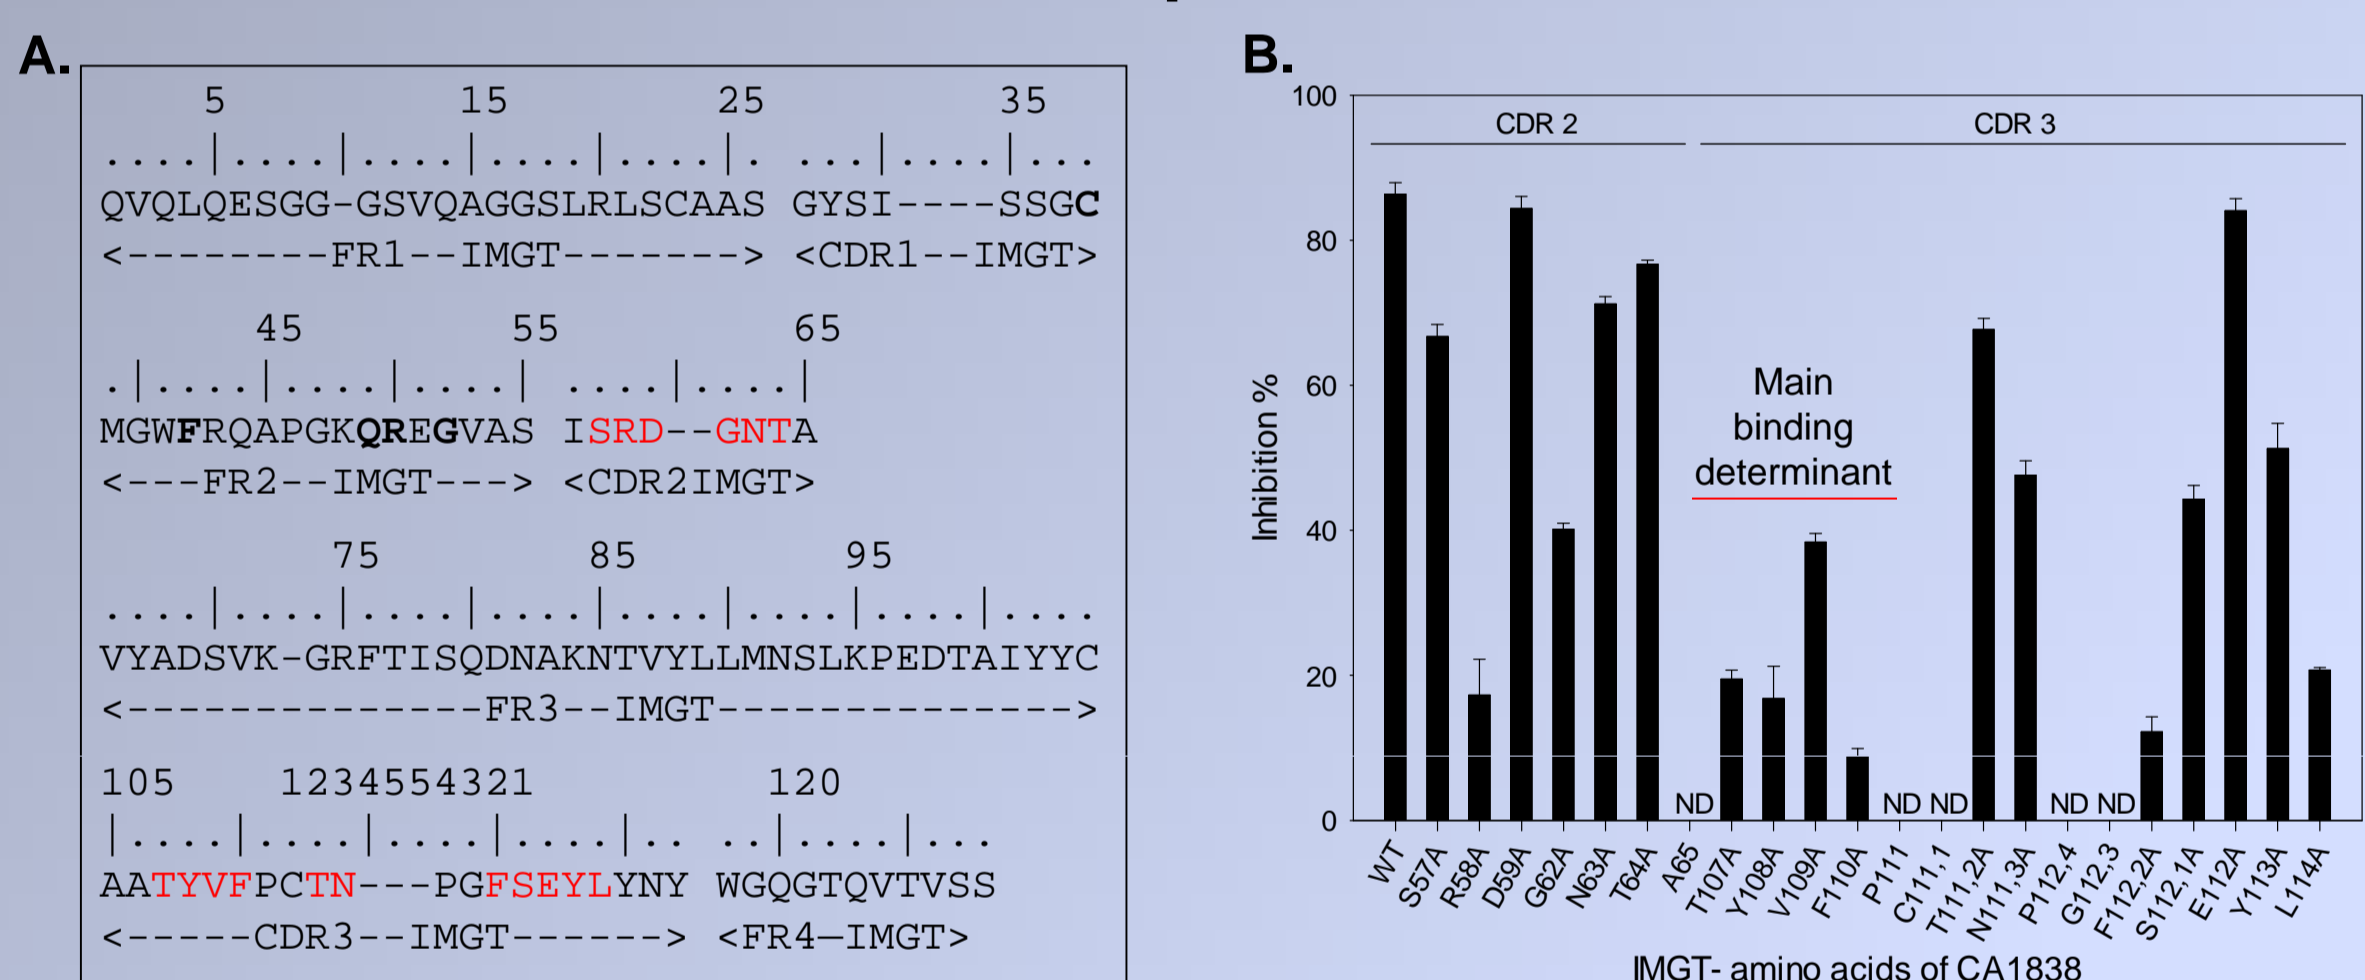 A.
5 15 25 35
....|....|....|....|....|. ...|....|...
QVQLQESGG-GSVQAGGSLRLSCAAS GYSI----SSGC
<--------FR1--IMGT-------> <CDR1--IMGT>
45 55 65
.|....|....|....| ....|....|
MGWFRQAPGKQREGVAS ISRD--GNTA
<---FR2--IMGT---> <CDR2IMGT>
75 85 95
....|....|....|....|....|....|....|....
VYADSVK-GRFTISQDNAKNTVYLLMNSLKPEDTAIYYC
<--------------FR3--IMGT-------------->
105 1234554321 120
|....|....|....|....|.. ..|....|...
AATYVFPCTN---PGFSEYLYNY WGQGTQVTVSS
<-----CDR3--IMGT------> <FR4—IMGT>
B.
100
80
60
40
20
0
Inhibition %
CDR 2
CDR 3
Main
binding
determinant
ND
ND ND
ND ND
WT
S57A
R58A
D59A
G62A
N63A
T64A
A65
T107A
Y108A
V109A
F110A
P111
C111,1
T111,2A
N111,3A
P112,4
G112,3
F112,2A
S112,1A
E112A
Y113A
L114A
IMGT- amino acids of CA1838